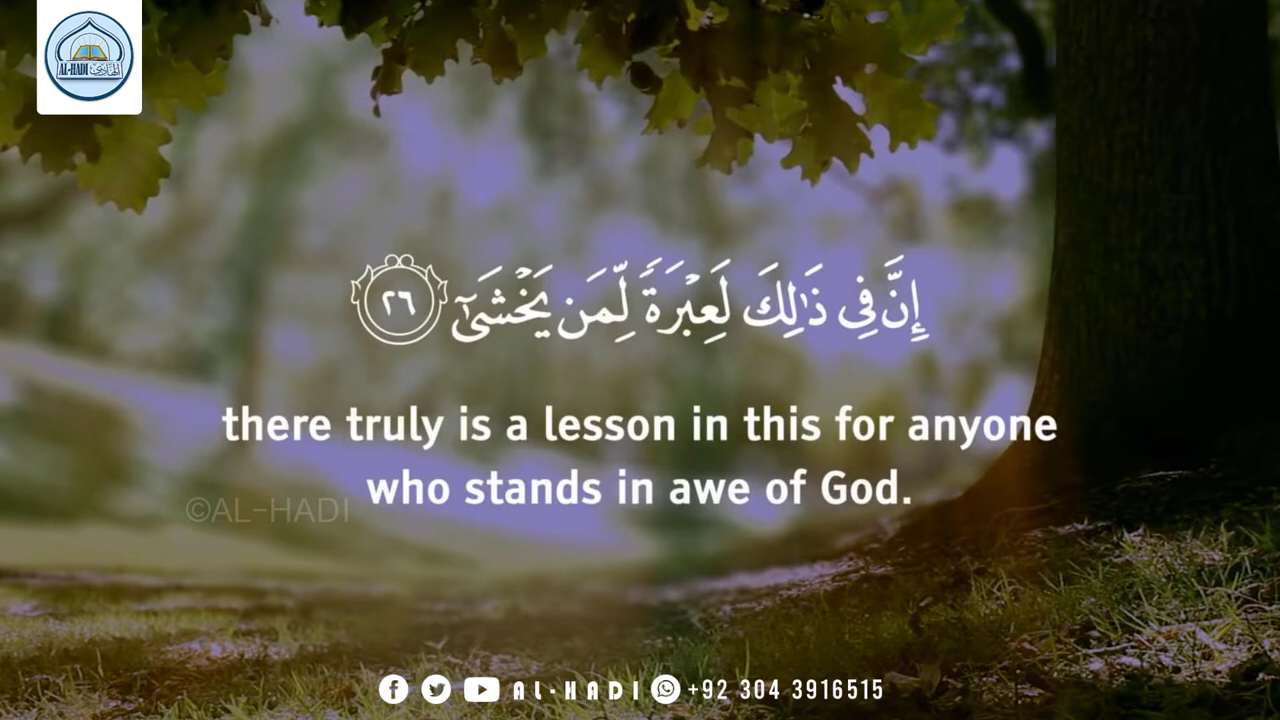 AL-HADI الهادی
إِنَّ فِى ذَٰلِكَ لَعِبْرَةً لِّمَن يَخْشَىٰٓ ٢٦
there truly is a lesson in this for anyone
who stands in awe of God.
©AL-HADI
AL-HADI +92 304 3916515